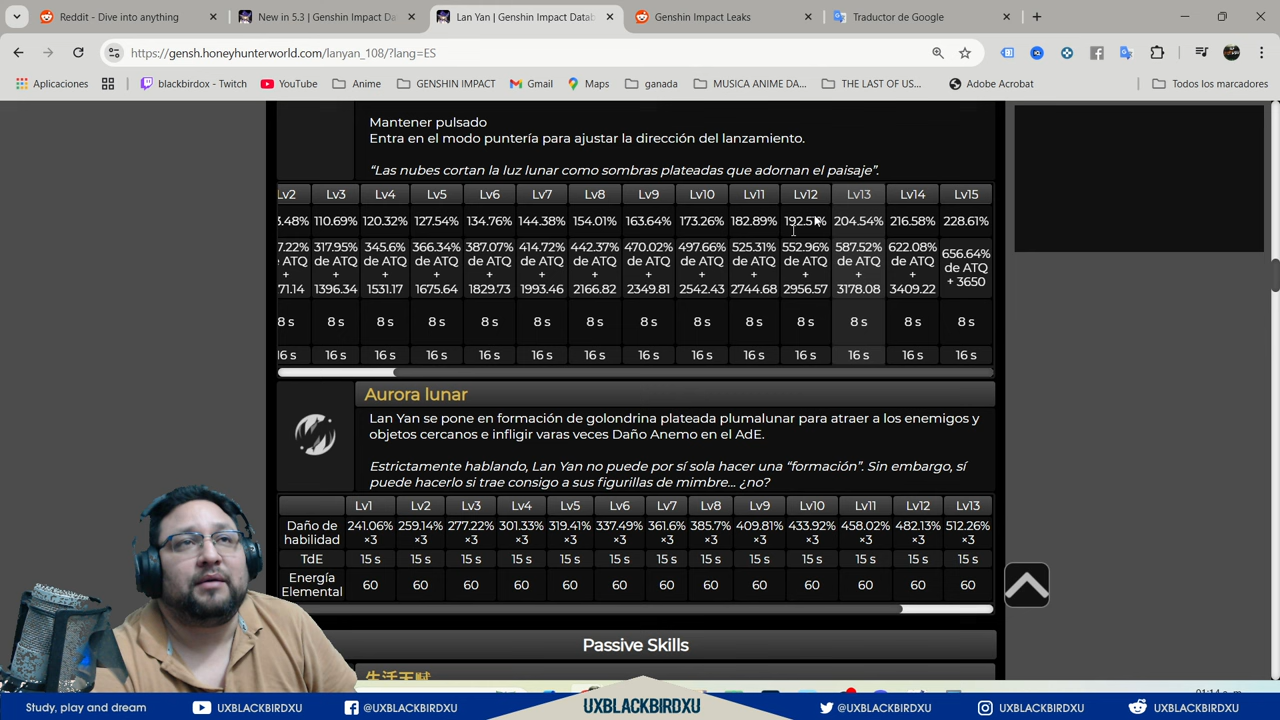 Reddit - Dive into anything
New in 5.3 | Genshin Impact Da
Lan Yan | Genshin Impact Datab
Genshin Impact Leaks
Traductor de Google
https://gensh.honeyhunterworld.com/lanyan_108/?lang=ES
Aplicaciones
blackbirdox - Twitch
YouTube
Anime
GENSHIN IMPACT
Gmail
Maps
ganada
MUSICA ANIME DA...
THE LAST OF US...
Adobe Acrobat
Todos los marcadores
Mantener pulsado
Entra en el modo puntería para ajustar la dirección del lanzamiento.
“Las nubes cortan la luz lunar como sombras plateadas que adornan el paisaje”.
Lv2 Lv3 Lv4 Lv5 Lv6 Lv7 Lv8 Lv9 Lv10 Lv11 Lv12 Lv13 Lv14 Lv15
.48% 110.69% 120.32% 127.54% 134.76% 144.38% 154.01% 163.64% 173.26% 182.89% 192.51% 204.54% 216.58% 228.61%
7.22% 317.95% 345.6% 366.34% 387.07% 414.72% 442.37% 470.02% 497.66% 525.31% 552.96% 587.52% 622.08% 656.64%
e ATQ de ATQ de ATQ de ATQ de ATQ de ATQ de ATQ de ATQ de ATQ de ATQ de ATQ de ATQ de ATQ de ATQ
+ + + + + + + + + + + + + + 3650
71.14 1396.34 1531.17 1675.64 1829.73 1993.46 2166.82 2349.81 2542.43 2744.68 2956.57 3178.08 3409.22
8 s 8 s 8 s 8 s 8 s 8 s 8 s 8 s 8 s 8 s 8 s 8 s 8 s 8 s
16 s 16 s 16 s 16 s 16 s 16 s 16 s 16 s 16 s 16 s 16 s 16 s 16 s 16 s
Aurora lunar
Lan Yan se pone en formación de golondrina plateada plumalunar para atraer a los enemigos y
objetos cercanos e infligir varas veces Daño Anemo en el AdE.
Estrictamente hablando, Lan Yan no puede por sí sola hacer una “formación”. Sin embargo, sí
puede hacerlo si trae consigo a sus figurillas de mimbre... ¿no?
Lv1 Lv2 Lv3 Lv4 Lv5 Lv6 Lv7 Lv8 Lv9 Lv10 Lv11 Lv12 Lv13
Daño de 241.06% 259.14% 277.22% 301.33% 319.41% 337.49% 361.6% 385.7% 409.81% 433.92% 458.02% 482.13% 512.26%
habilidad ×3 ×3 ×3 ×3 ×3 ×3 ×3 ×3 ×3 ×3 ×3 ×3 ×3
TdE 15 s 15 s 15 s 15 s 15 s 15 s 15 s 15 s 15 s 15 s 15 s 15 s 15 s
Energía
Elemental 60 60 60 60 60 60 60 60 60 60 60 60 60
Passive Skills
生活天赋
Study, play and dream
UXBLACKBIRDXU
@UXBLACKBIRDXU
UXBLACKBIRDXU
@UXBLACKBIRDXU
UXBLACKBIRDXU
UXBLACKBIRDXU